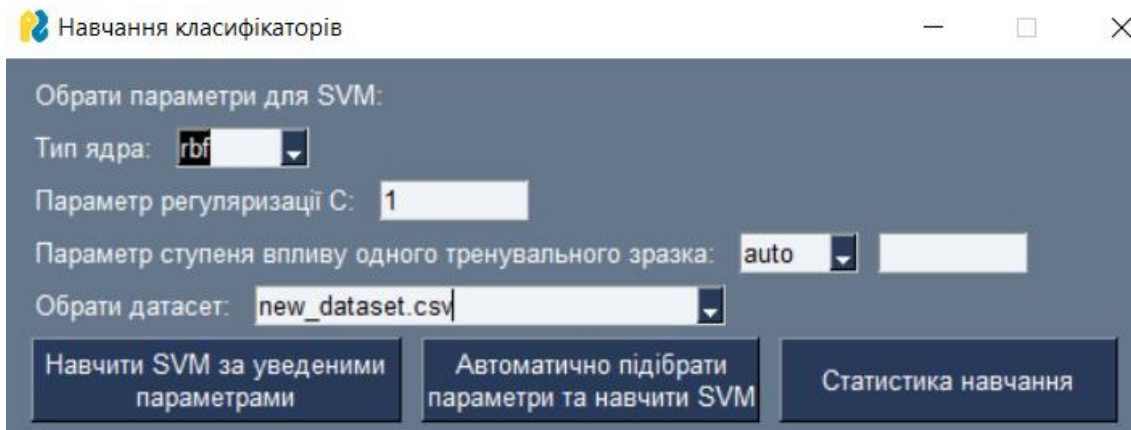 Навчання класифікаторів
Обрати параметри для SVM:
Тип ядра: rbf
Параметр регуляризації C: 1
Параметр ступеня впливу одного тренувального зразка: auto
Обрати датасет: new_dataset.csv
Навчити SVM за уведеними
параметрами
Автоматично підібрати
параметри та навчити SVM
Статистика навчання